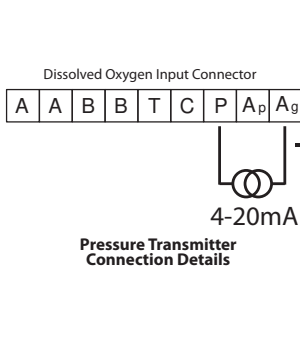 Dissolved Oxygen Input Connector
A A B B T C P Ap Ag
4-20mA
Pressure Transmitter
Connection Details